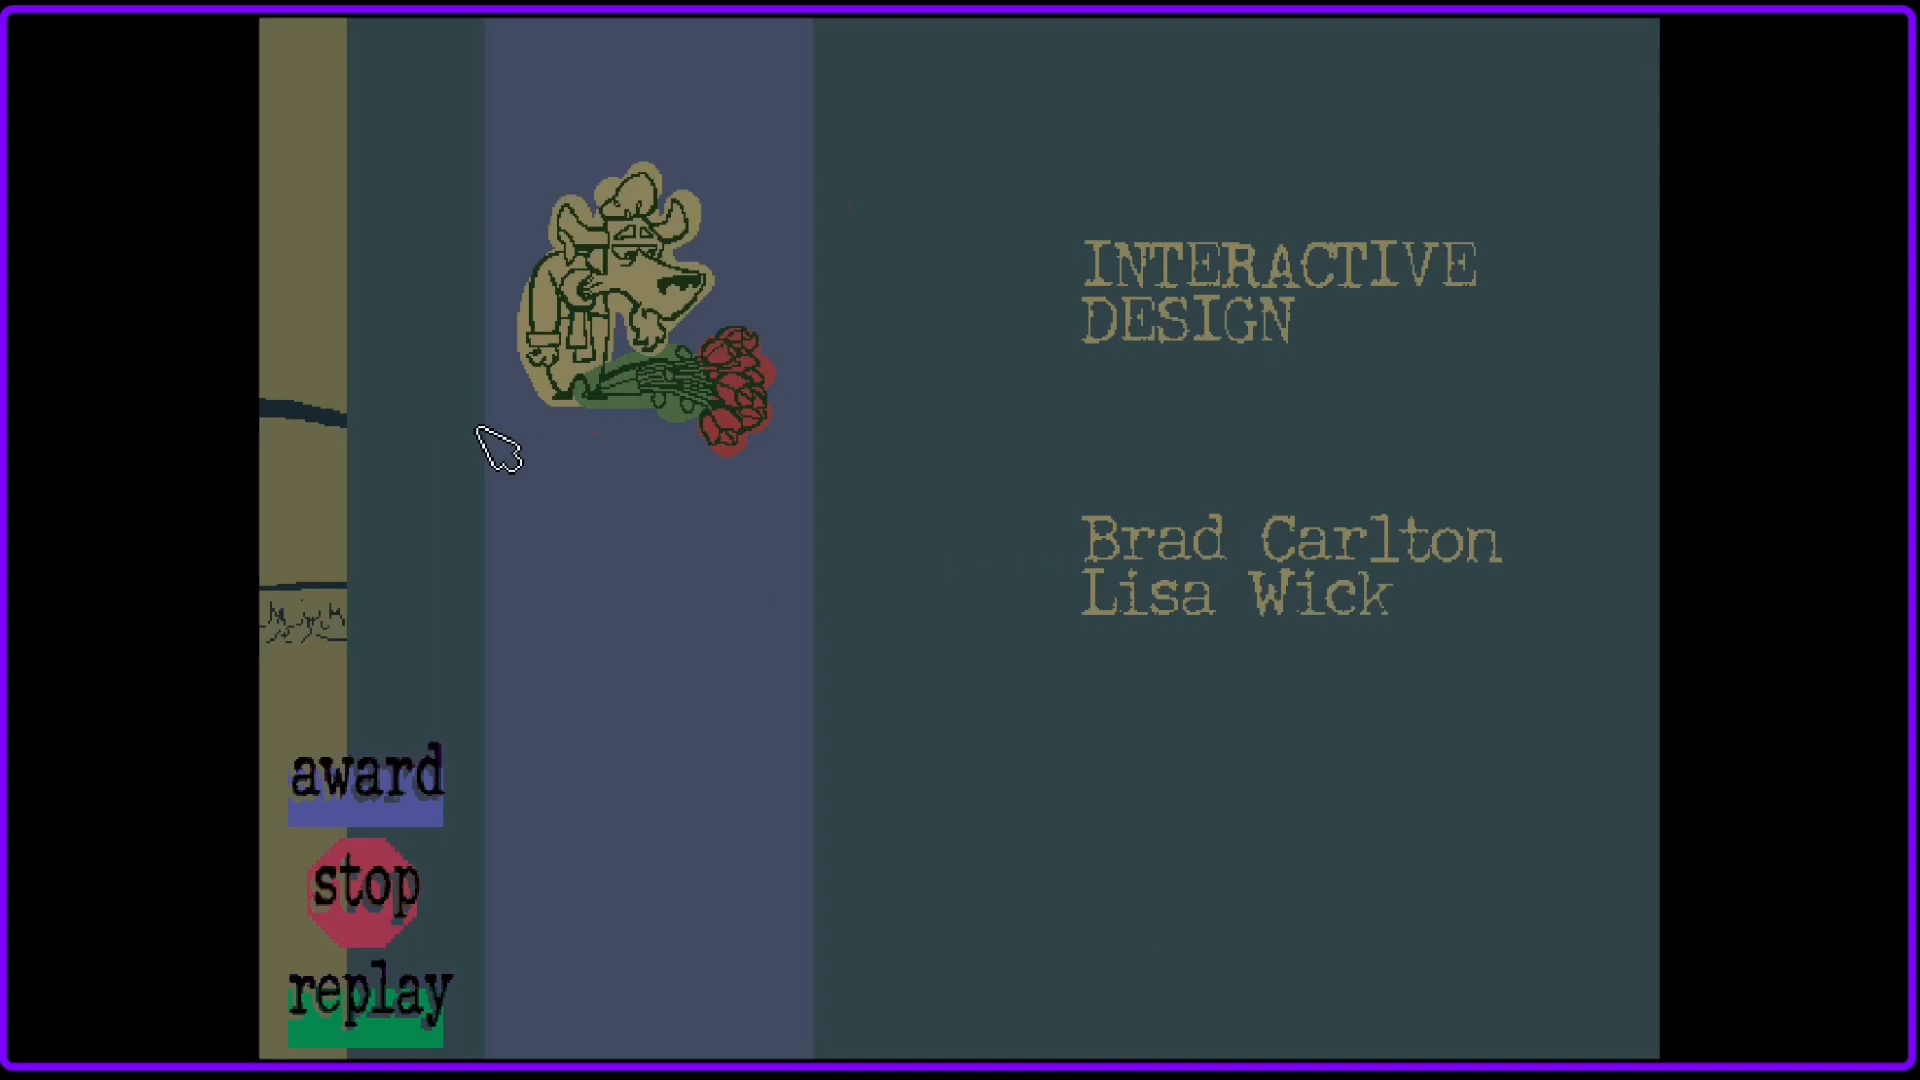 INTERACTIVE
DESIGN
Brad Carlton
Lisa Wick
award
stop
replay